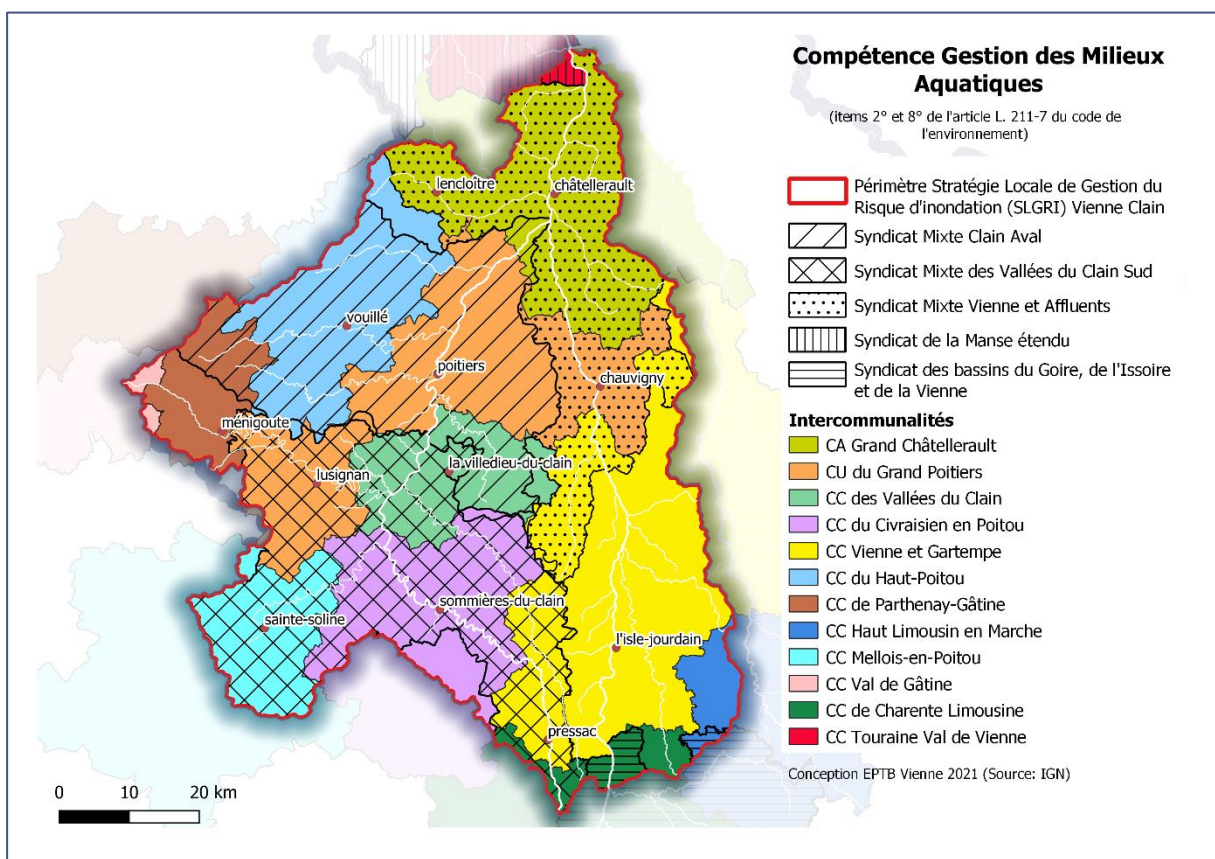 Compétence Gestion des Milieux
Aquatiques
(items 2° et 8° de l'article L. 211-7 du code de
l'environnement)
Périmètre Stratégie Locale de Gestion du
Risque d'inondation (SLGRI) Vienne Clain
Syndicat Mixte Clain Aval
Syndicat Mixte des Vallées du Clain Sud
Syndicat Mixte Vienne et Affluents
Syndicat de la Manse étendu
Syndicat des bassins du Goire, de l'Issoire
et de la Vienne
Intercommunalités
CA Grand Châtellerault
CU du Grand Poitiers
CC des Vallées du Clain
CC du Civraisien en Poitou
CC Vienne et Gartempe
CC du Haut-Poitou
CC de Parthenay-Gâtine
CC Haut Limousin en Marche
CC Mellois-en-Poitou
CC Val de Gâtine
CC de Charente Limousine
CC Touraine Val de Vienne
Conception EPTB Vienne 2021 (Source: IGN)
lencloître
châtellerault
vouillé
poitiers
chauvigny
ménigoute
lusignan
la villedieu-du-clain
sommières-du-clain
sainte-soline
l'isle-jourdain
pressac
0 10 20 km